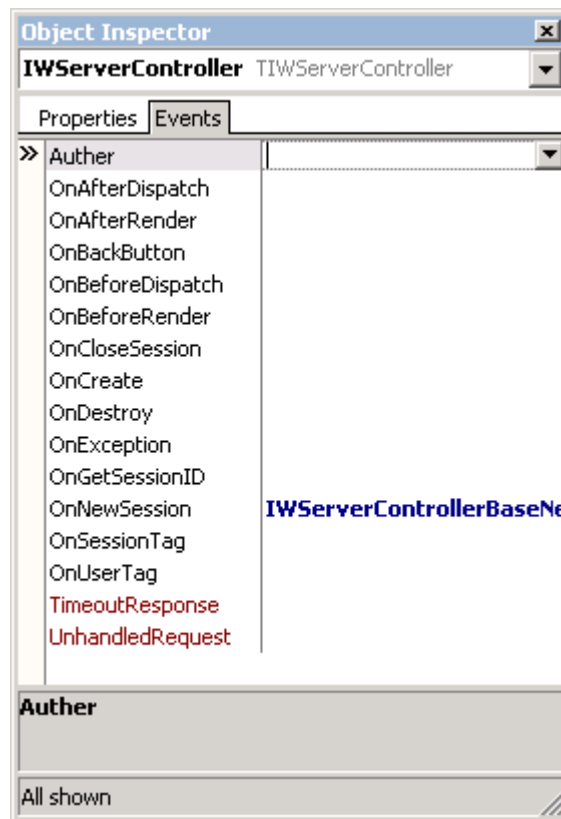 Object Inspector
IWServerController TIWServerController
Properties Events
Auther
OnAfterDispatch
OnAfterRender
OnBackButton
OnBeforeDispatch
OnBeforeRender
OnCloseSession
OnCreate
OnDestroy
OnException
OnGetSessionID
OnNewSession IWServerControllerBaseNe
OnSessionTag
OnUserTag
TimeoutResponse
UnhandledRequest
Auther
All shown